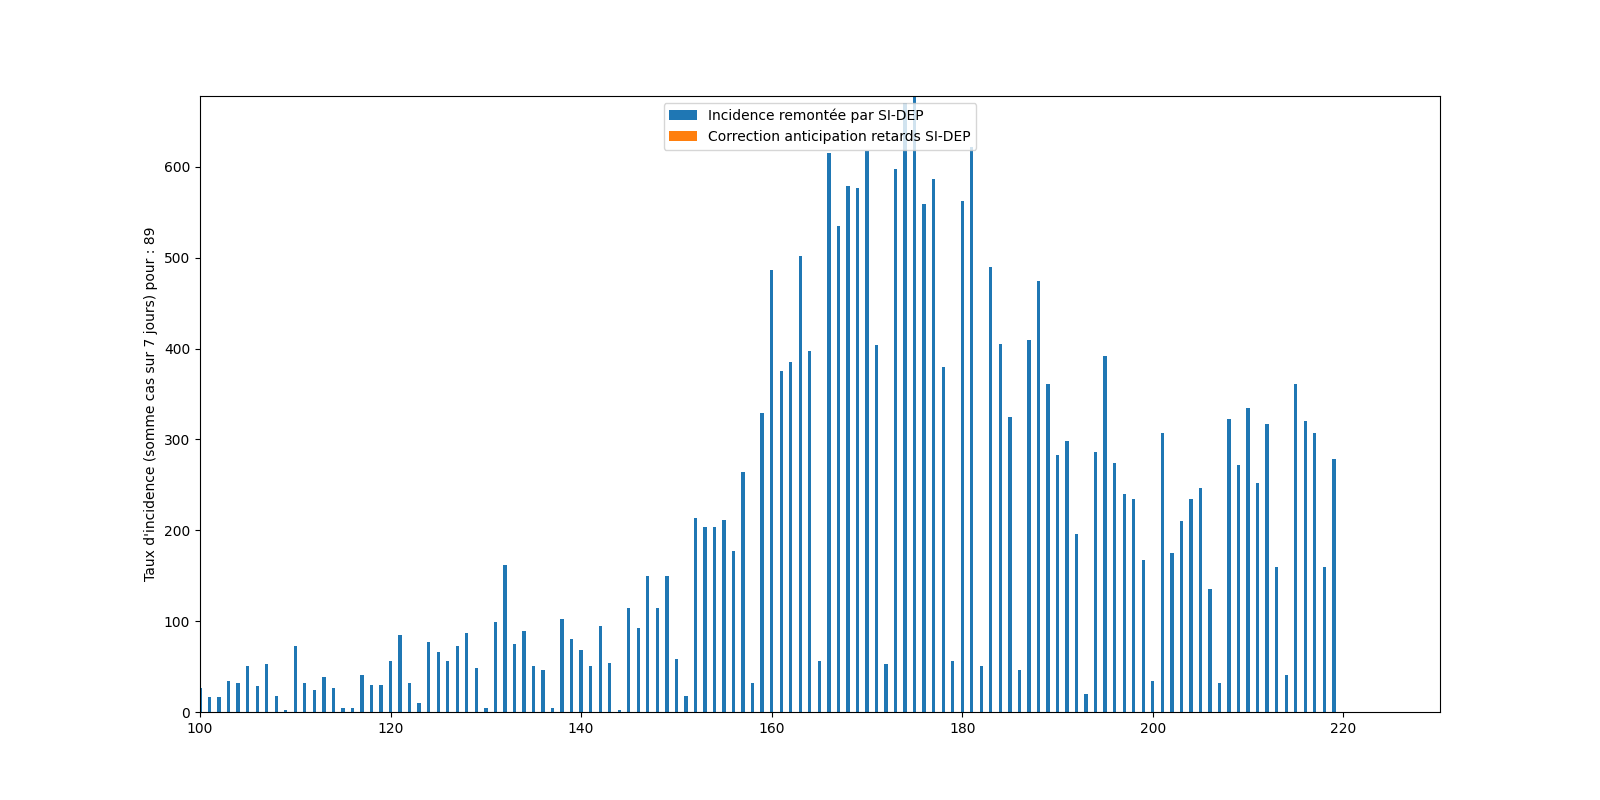 Incidence remontée par SI-DEP
Correction anticipation retards SI-DEP
Taux d'incidence (somme cas sur 7 jours) pour : 89
600
500
400
300
200
100
0
100 120 140 160 180 200 220